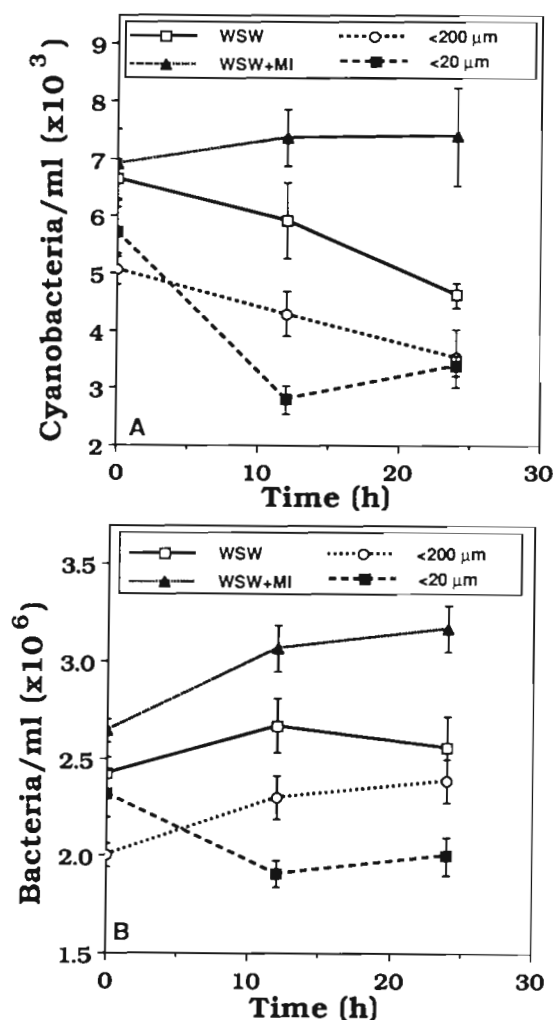 WSW <200 µm
WSW+MI <20 µm
Cyanobacteria/ml (x10³)
9
8
7
6
5
4
3
2
A
0 10 20 30
Time (h)
WSW <200 µm
WSW+MI <20 µm
Bacteria/ml (x10⁶)
3.5
3.0
2.5
2.0
1.5
B
0 10 20 30
Time (h)